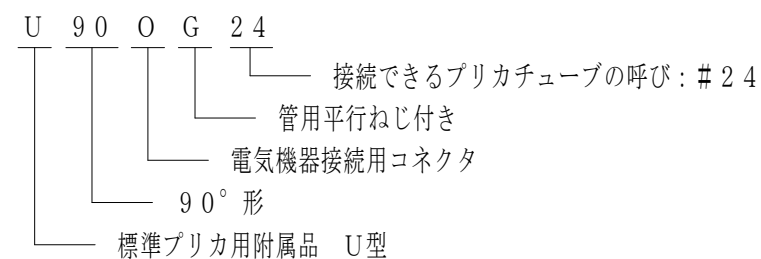 U 90 O G 24
接続できるプリカチューブの呼び：＃24
管用平行ねじ付き
電気機器接続用コネクタ
90°形
標準プリカ用附属品　U型